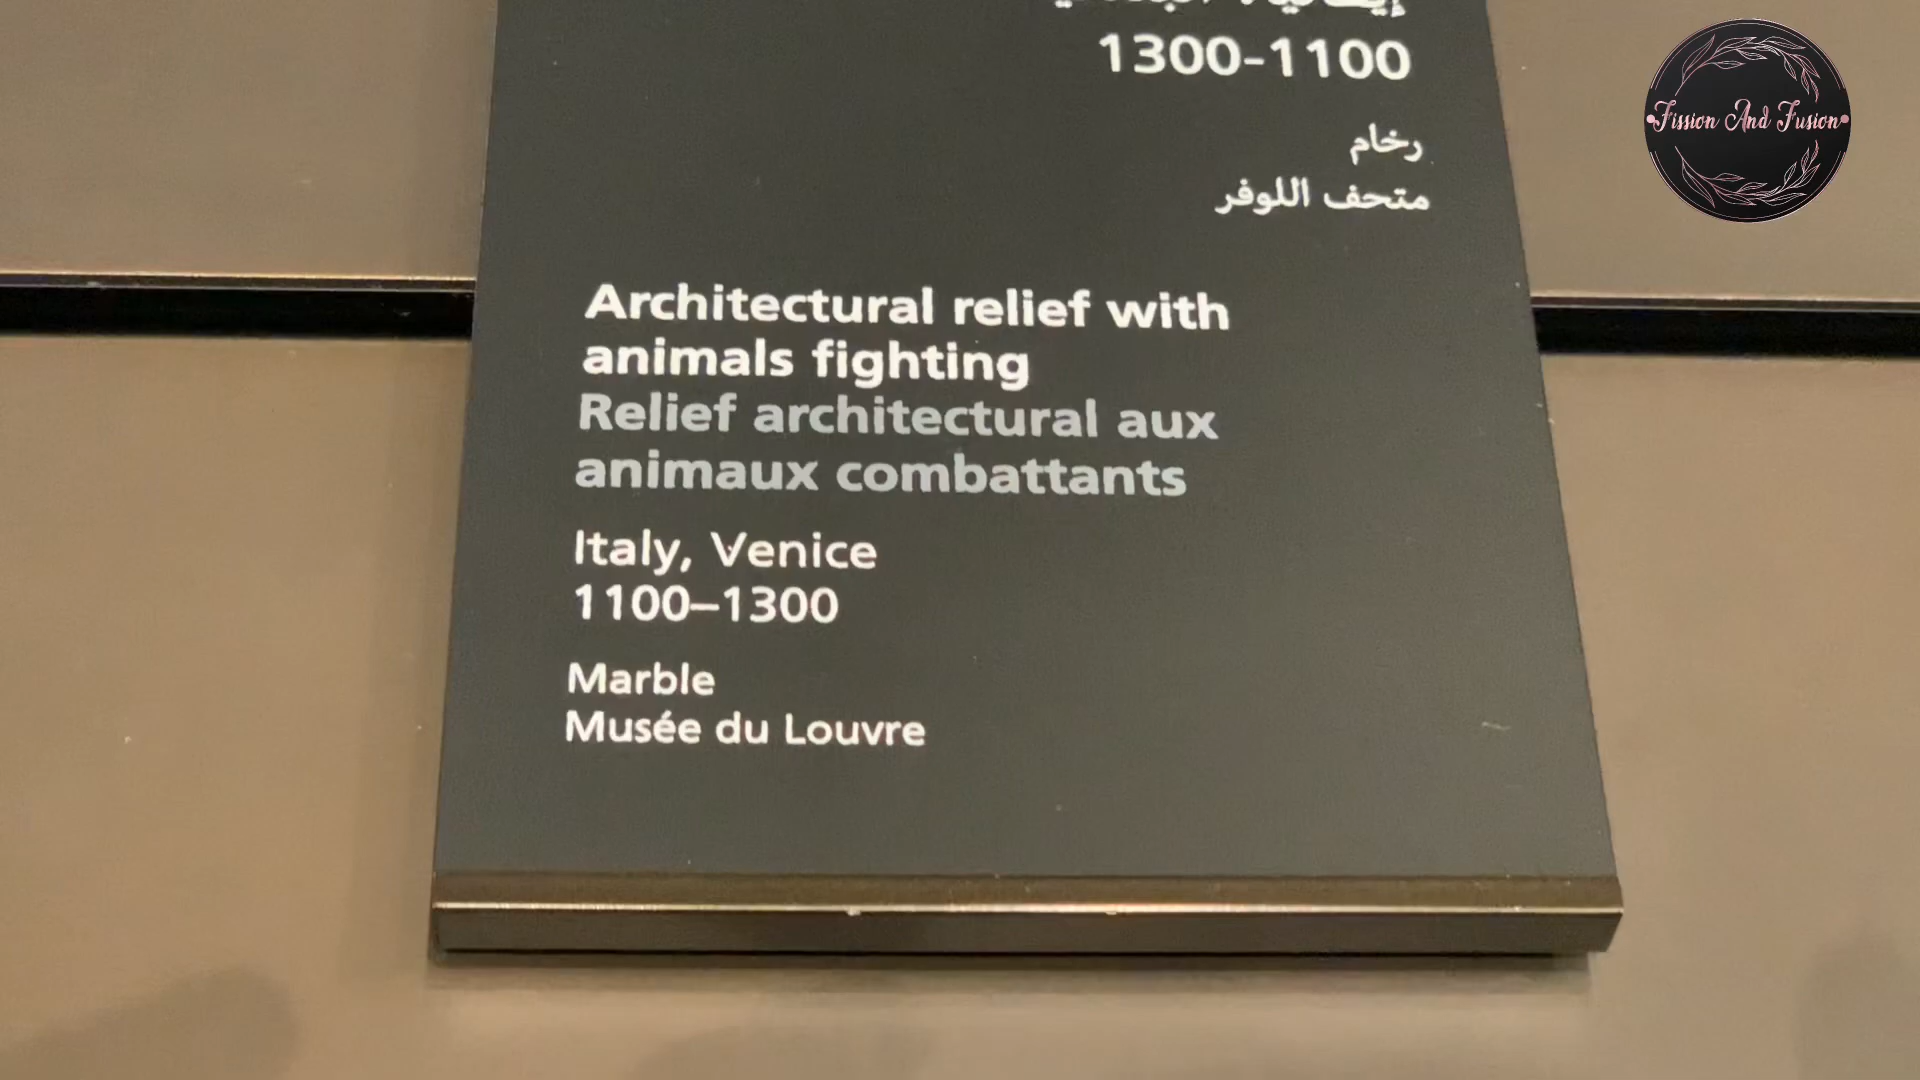 1300-1100
رخام
متحف اللوفر
Architectural relief with
animals fighting
Relief architectural aux
animaux combattants
Italy, Venice
1100–1300
Marble
Musée du Louvre
Fission And Fusion